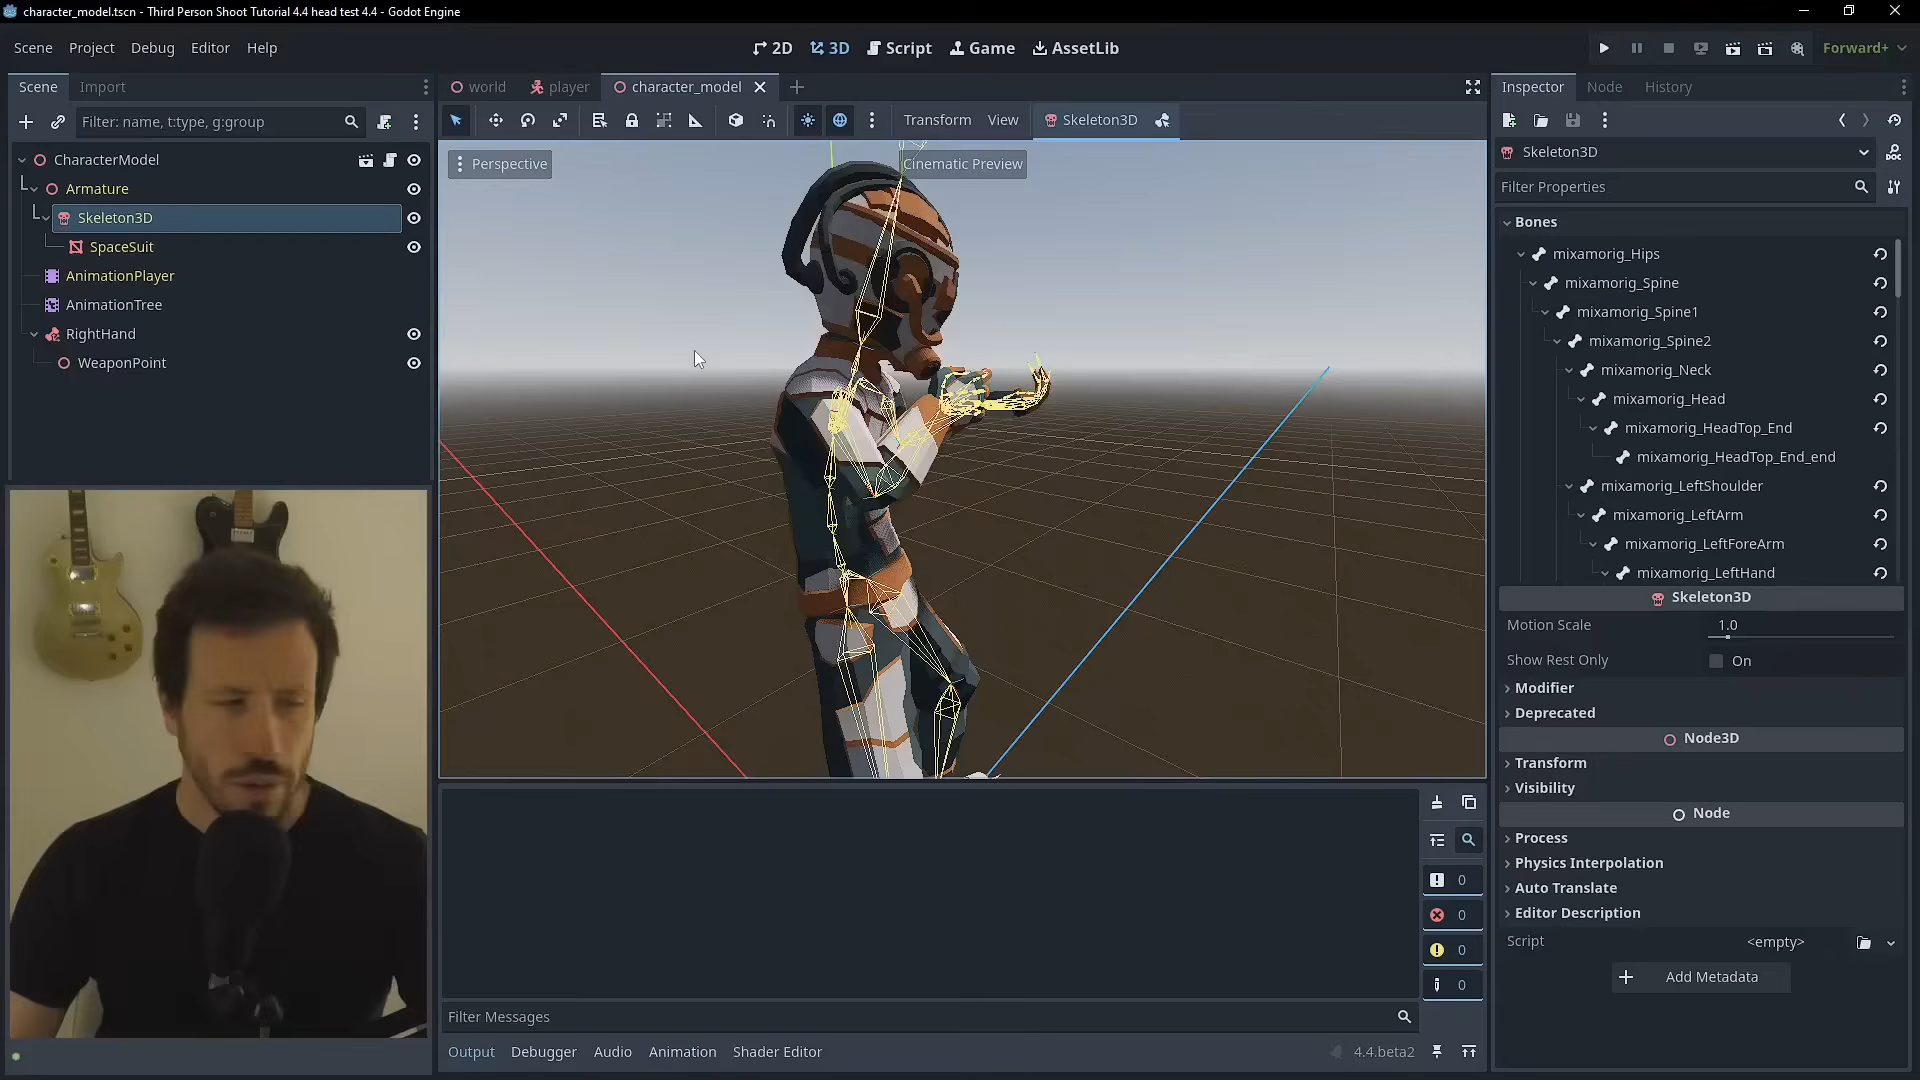 character_model.tscn - Third Person Shoot Tutorial 4.4 head test 4.4 - Godot Engine
Scene Project Debug Editor Help
2D 3D Script Game AssetLib
Forward+
Scene Import
world player character_model
Inspector Node History
Filter: name, t:type, g:group
Transform View Skeleton3D
CharacterModel
Armature
Skeleton3D
SpaceSuit
AnimationPlayer
AnimationTree
RightHand
WeaponPoint
Perspective
Cinematic Preview
Skeleton3D
Filter Properties
Bones
mixamorig_Hips
mixamorig_Spine
mixamorig_Spine1
mixamorig_Spine2
mixamorig_Neck
mixamorig_Head
mixamorig_HeadTop_End
mixamorig_HeadTop_End_end
mixamorig_LeftShoulder
mixamorig_LeftArm
mixamorig_LeftForeArm
mixamorig_LeftHand
Skeleton3D
Motion Scale 1.0
Show Rest Only On
Modifier
Deprecated
Node3D
Transform
Visibility
Node
Process
Physics Interpolation
Auto Translate
Editor Description
Script <empty>
Add Metadata
0
0
0
0
Filter Messages
Output Debugger Audio Animation Shader Editor
4.4.beta2